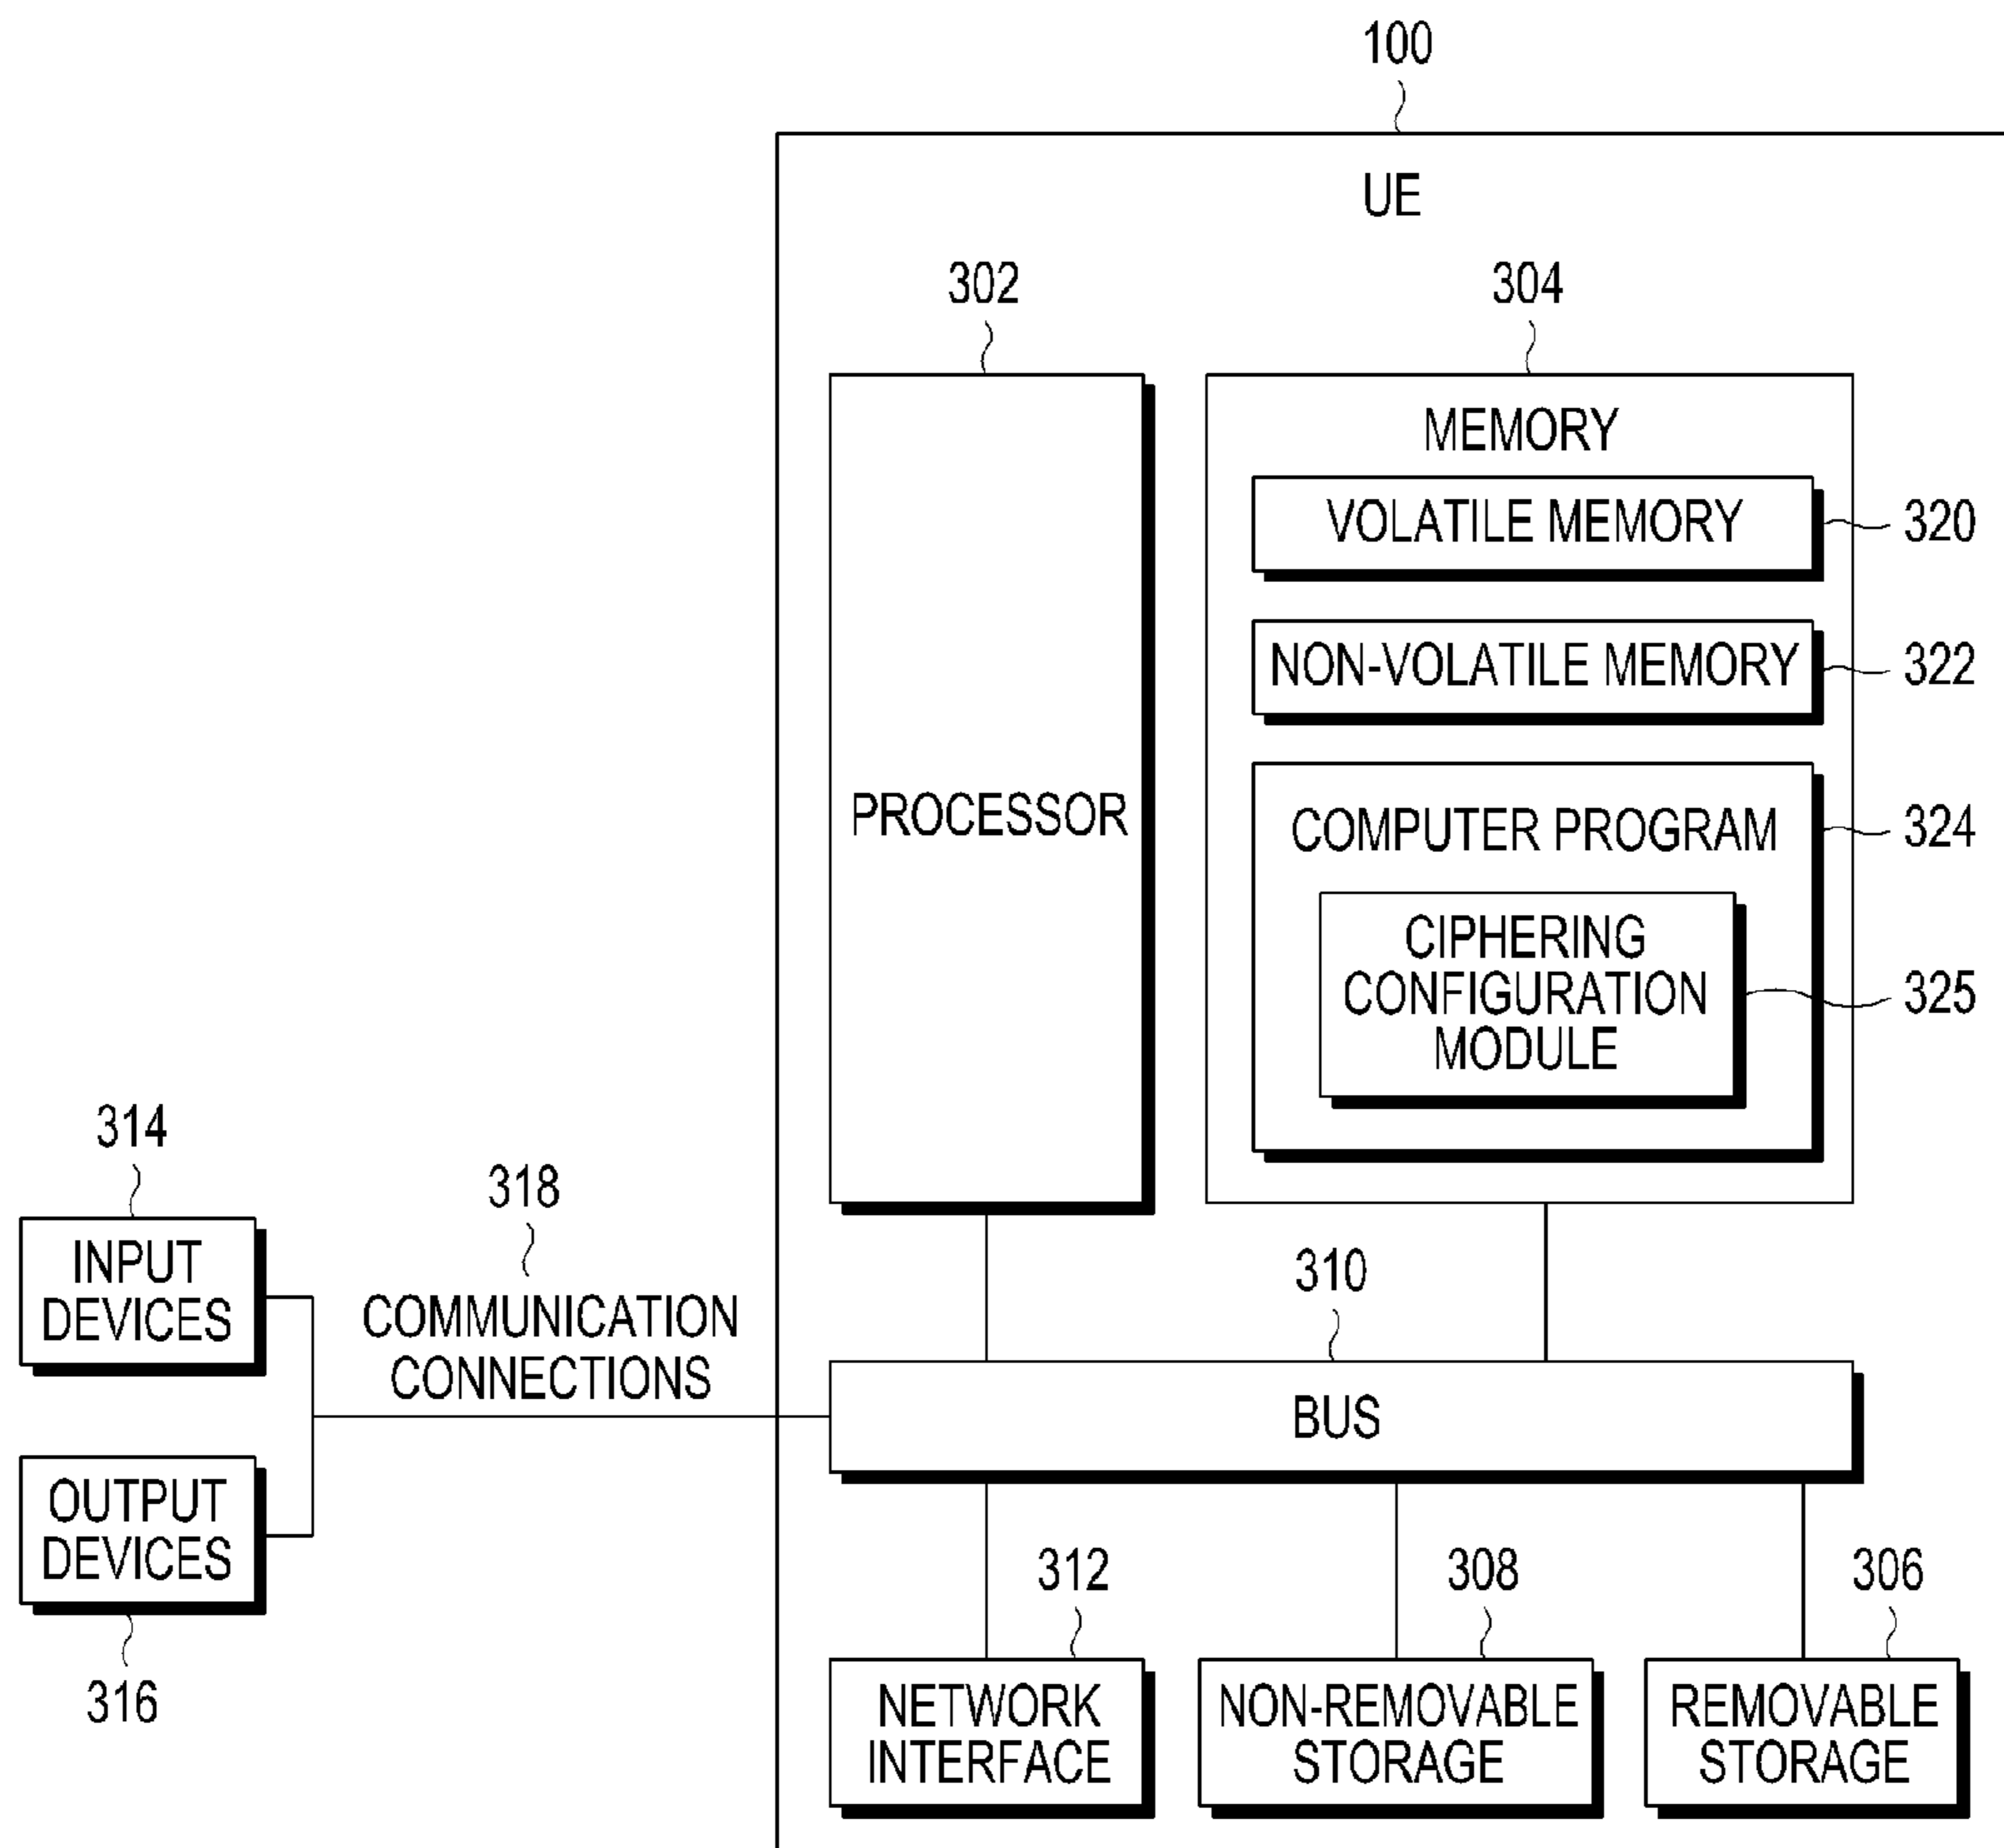 100
UE
302
304
MEMORY
VOLATILE MEMORY
320
NON-VOLATILE MEMORY
322
PROCESSOR
COMPUTER PROGRAM
324
CIPHERING
CONFIGURATION
MODULE
325
314
INPUT
DEVICES
318
COMMUNICATION
CONNECTIONS
310
BUS
OUTPUT
DEVICES
316
312
NETWORK
INTERFACE
308
NON-REMOVABLE
STORAGE
306
REMOVABLE
STORAGE